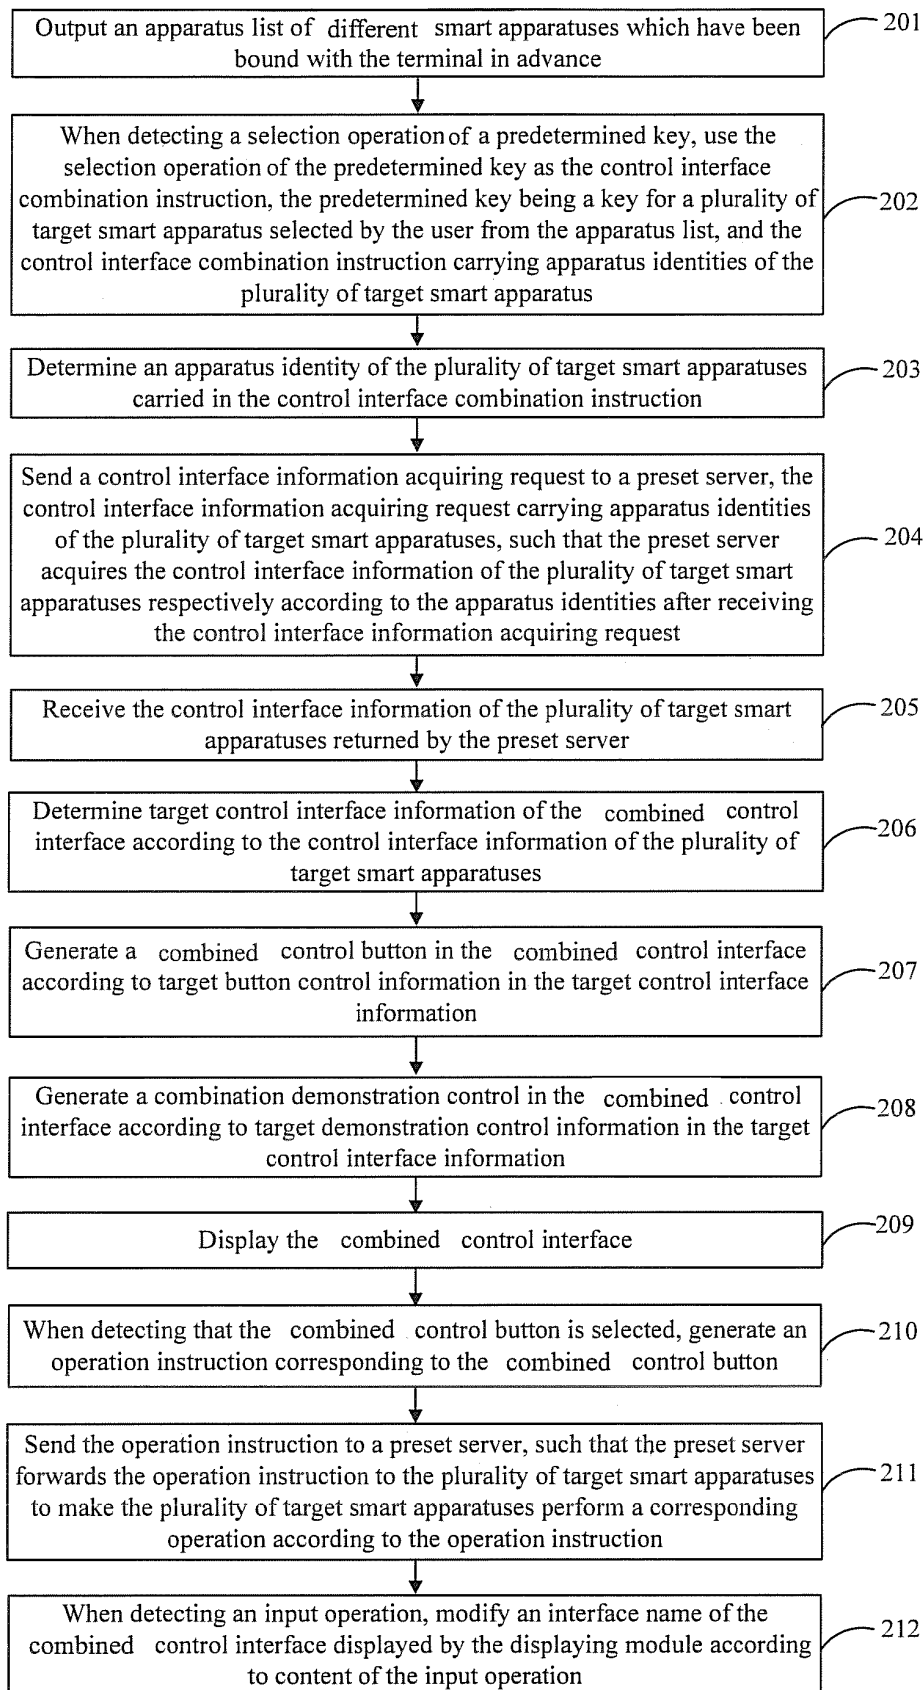 Output an apparatus list of different smart apparatuses which have been
bound with the terminal in advance
201
When detecting a selection operation of a predetermined key, use the
selection operation of the predetermined key as the control interface
combination instruction, the predetermined key being a key for a plurality of
target smart apparatus selected by the user from the apparatus list, and the
control interface combination instruction carrying apparatus identities of the
plurality of target smart apparatus
202
Determine an apparatus identity of the plurality of target smart apparatuses
carried in the control interface combination instruction
203
Send a control interface information acquiring request to a preset server, the
control interface information acquiring request carrying apparatus identities
of the plurality of target smart apparatuses, such that the preset server
acquires the control interface information of the plurality of target smart
apparatuses respectively according to the apparatus identities after receiving
the control interface information acquiring request
204
Receive the control interface information of the plurality of target smart
apparatuses returned by the preset server
205
Determine target control interface information of the combined control
interface according to the control interface information of the plurality of
target smart apparatuses
206
Generate a combined control button in the combined control interface
according to target button control information in the target control interface
information
207
Generate a combination demonstration control in the combined control
interface according to target demonstration control information in the target
control interface information
208
Display the combined control interface
209
When detecting that the combined control button is selected, generate an
operation instruction corresponding to the combined control button
210
Send the operation instruction to a preset server, such that the preset server
forwards the operation instruction to the plurality of target smart apparatuses
to make the plurality of target smart apparatuses perform a corresponding
operation according to the operation instruction
211
When detecting an input operation, modify an interface name of the
combined control interface displayed by the displaying module according
to content of the input operation
212